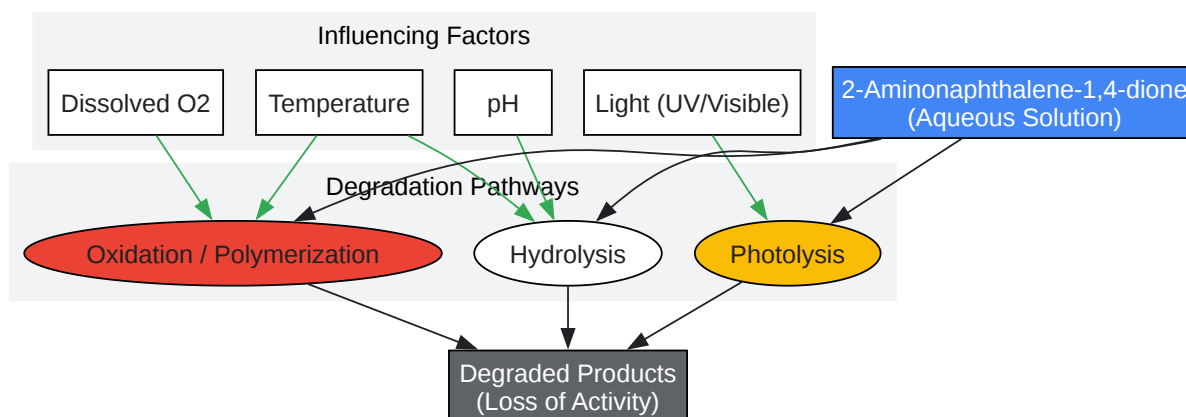 Influencing Factors
Dissolved O2
Temperature
pH
Light (UV/Visible)
2-Aminonaphthalene-1,4-dione
(Aqueous Solution)
Degradation Pathways
Oxidation / Polymerization
Hydrolysis
Photolysis
Degraded Products
(Loss of Activity)